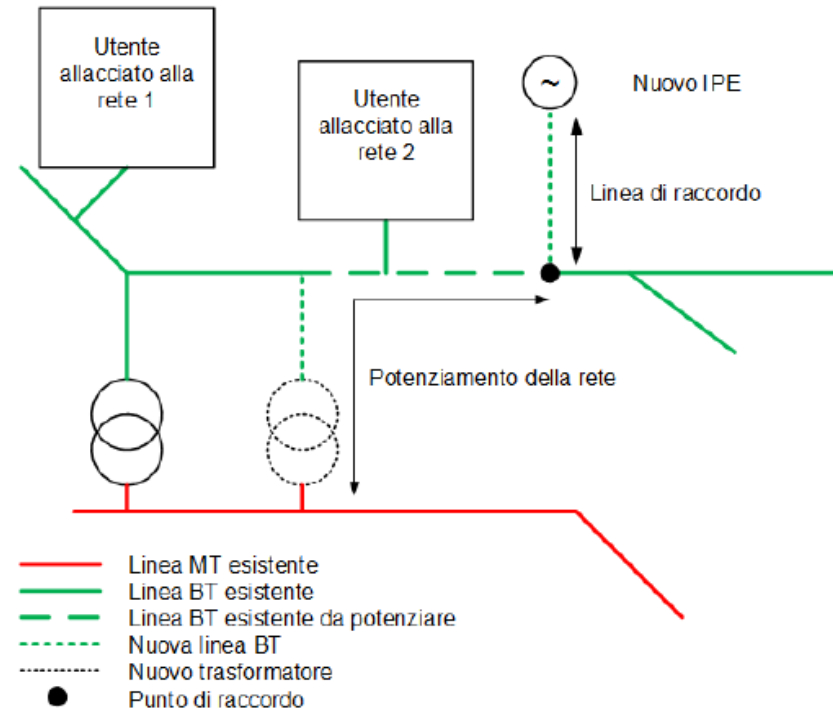 Utente
allacciato alla
rete 1
Utente
allacciato alla
rete 2
~
Nuovo IPE
Linea di raccordo
Potenziamento della rete
Linea MT esistente
Linea BT esistente
Linea BT esistente da potenziare
Nuova linea BT
Nuovo trasformatore
Punto di raccordo